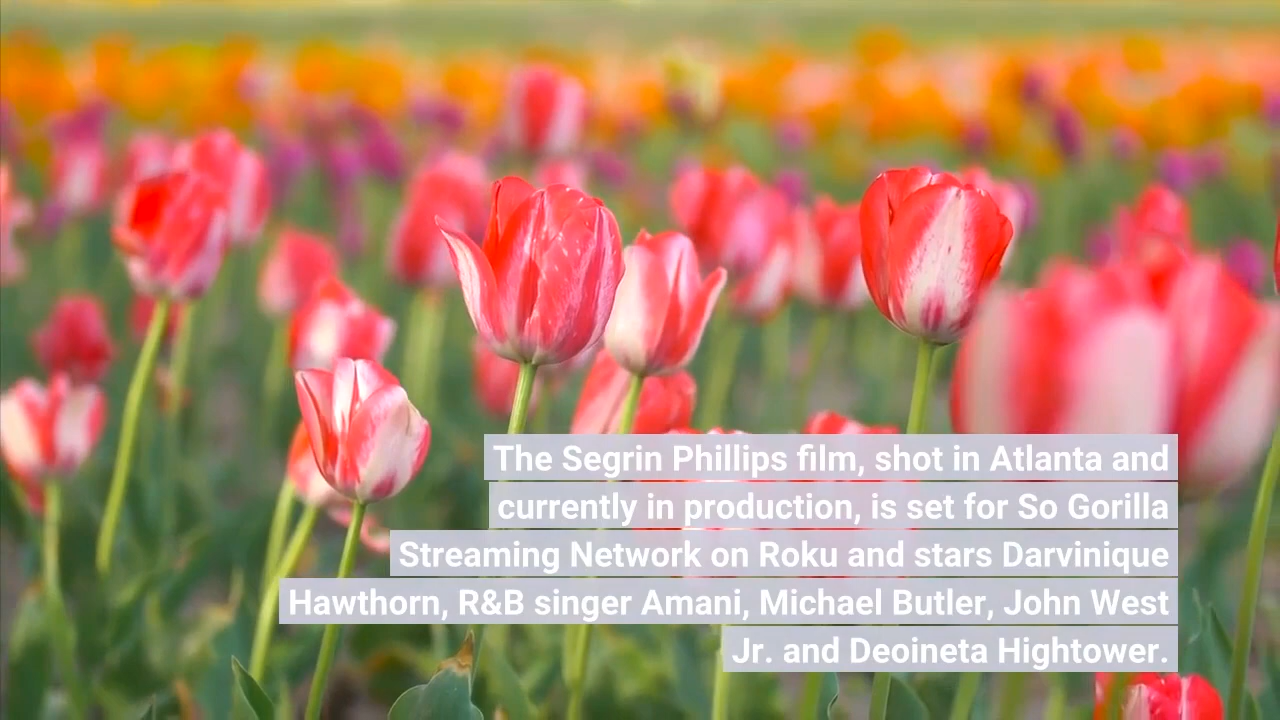 The Segrin Phillips film, shot in Atlanta and
currently in production, is set for So Gorilla
Streaming Network on Roku and stars Darvinique
Hawthorn, R&B singer Amani, Michael Butler, John West
Jr. and Deoineta Hightower.